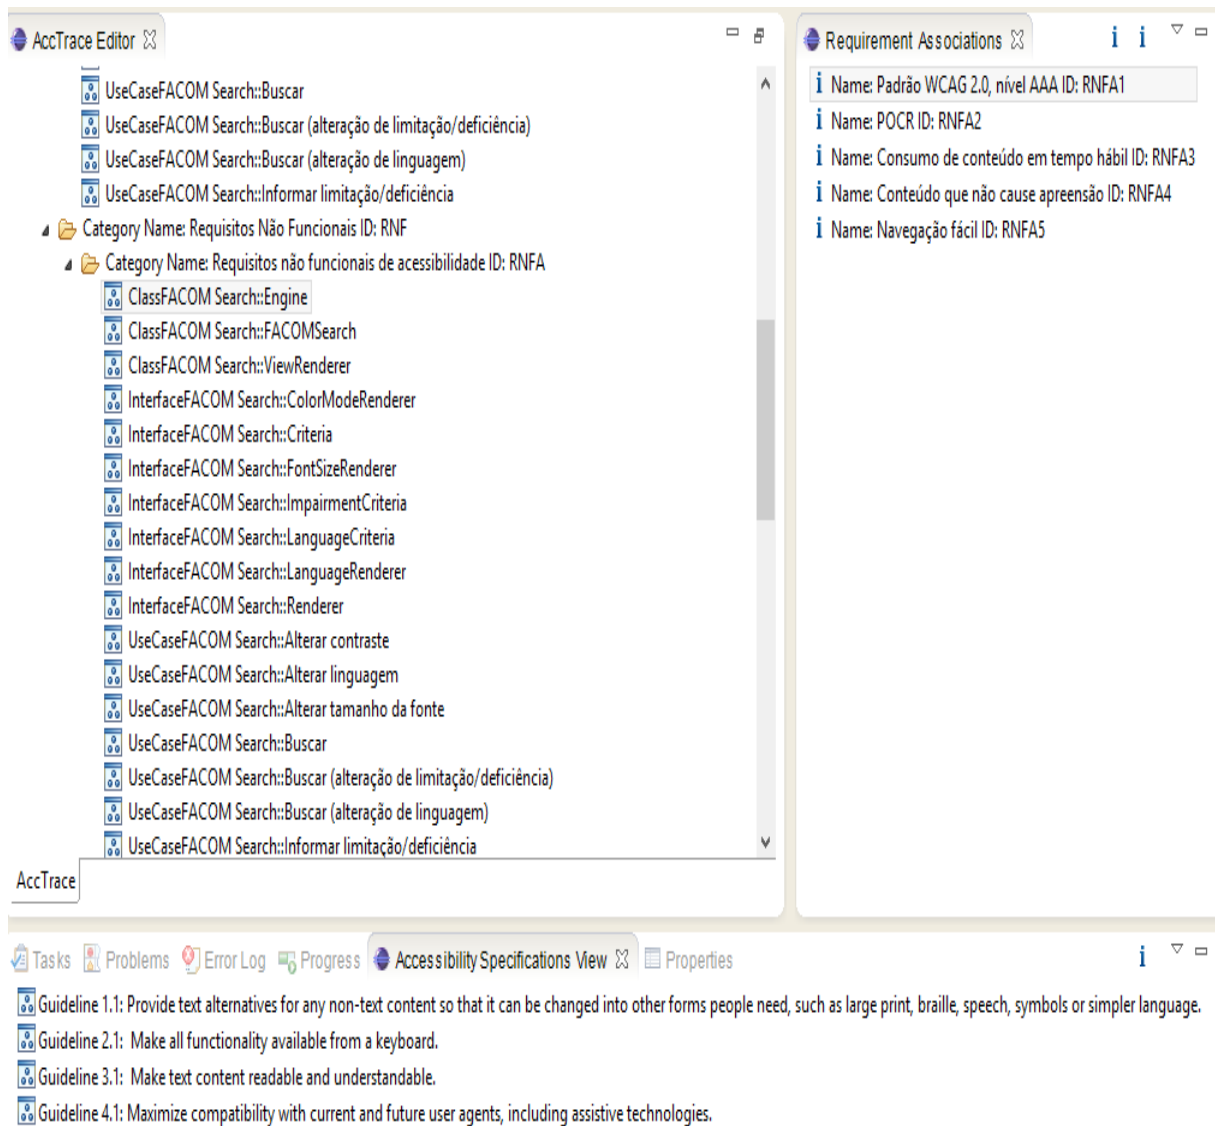 AccTrace Editor
UseCaseFACOM Search::Buscar
UseCaseFACOM Search::Buscar (alteração de limitação/deficiência)
UseCaseFACOM Search::Buscar (alteração de linguagem)
UseCaseFACOM Search::Informar limitação/deficiência
Category Name: Requisitos Não Funcionais ID: RNF
Category Name: Requisitos não funcionais de acessibilidade ID: RNFA
ClassFACOM Search::Engine
ClassFACOM Search::FACOMSearch
ClassFACOM Search::ViewRenderer
InterfaceFACOM Search::ColorModeRenderer
InterfaceFACOM Search::Criteria
InterfaceFACOM Search::FontSizeRenderer
InterfaceFACOM Search::ImpairmentCriteria
InterfaceFACOM Search::LanguageCriteria
InterfaceFACOM Search::LanguageRenderer
InterfaceFACOM Search::Renderer
UseCaseFACOM Search::Alterar contraste
UseCaseFACOM Search::Alterar linguagem
UseCaseFACOM Search::Alterar tamanho da fonte
UseCaseFACOM Search::Buscar
UseCaseFACOM Search::Buscar (alteração de limitação/deficiência)
UseCaseFACOM Search::Buscar (alteração de linguagem)
UseCaseFACOM Search::Informar limitação/deficiência
AccTrace
Requirement Associations
Name: Padrão WCAG 2.0, nível AAA ID: RNFA1
Name: POCR ID: RNFA2
Name: Consumo de conteúdo em tempo hábil ID: RNFA3
Name: Conteúdo que não cause apreensão ID: RNFA4
Name: Navegação fácil ID: RNFA5
Tasks Problems Error Log Progress Accessibility Specifications View Properties
Guideline 1.1: Provide text alternatives for any non-text content so that it can be changed into other forms people need, such as large print, braille, speech, symbols or simpler language.
Guideline 2.1: Make all functionality available from a keyboard.
Guideline 3.1: Make text content readable and understandable.
Guideline 4.1: Maximize compatibility with current and future user agents, including assistive technologies.